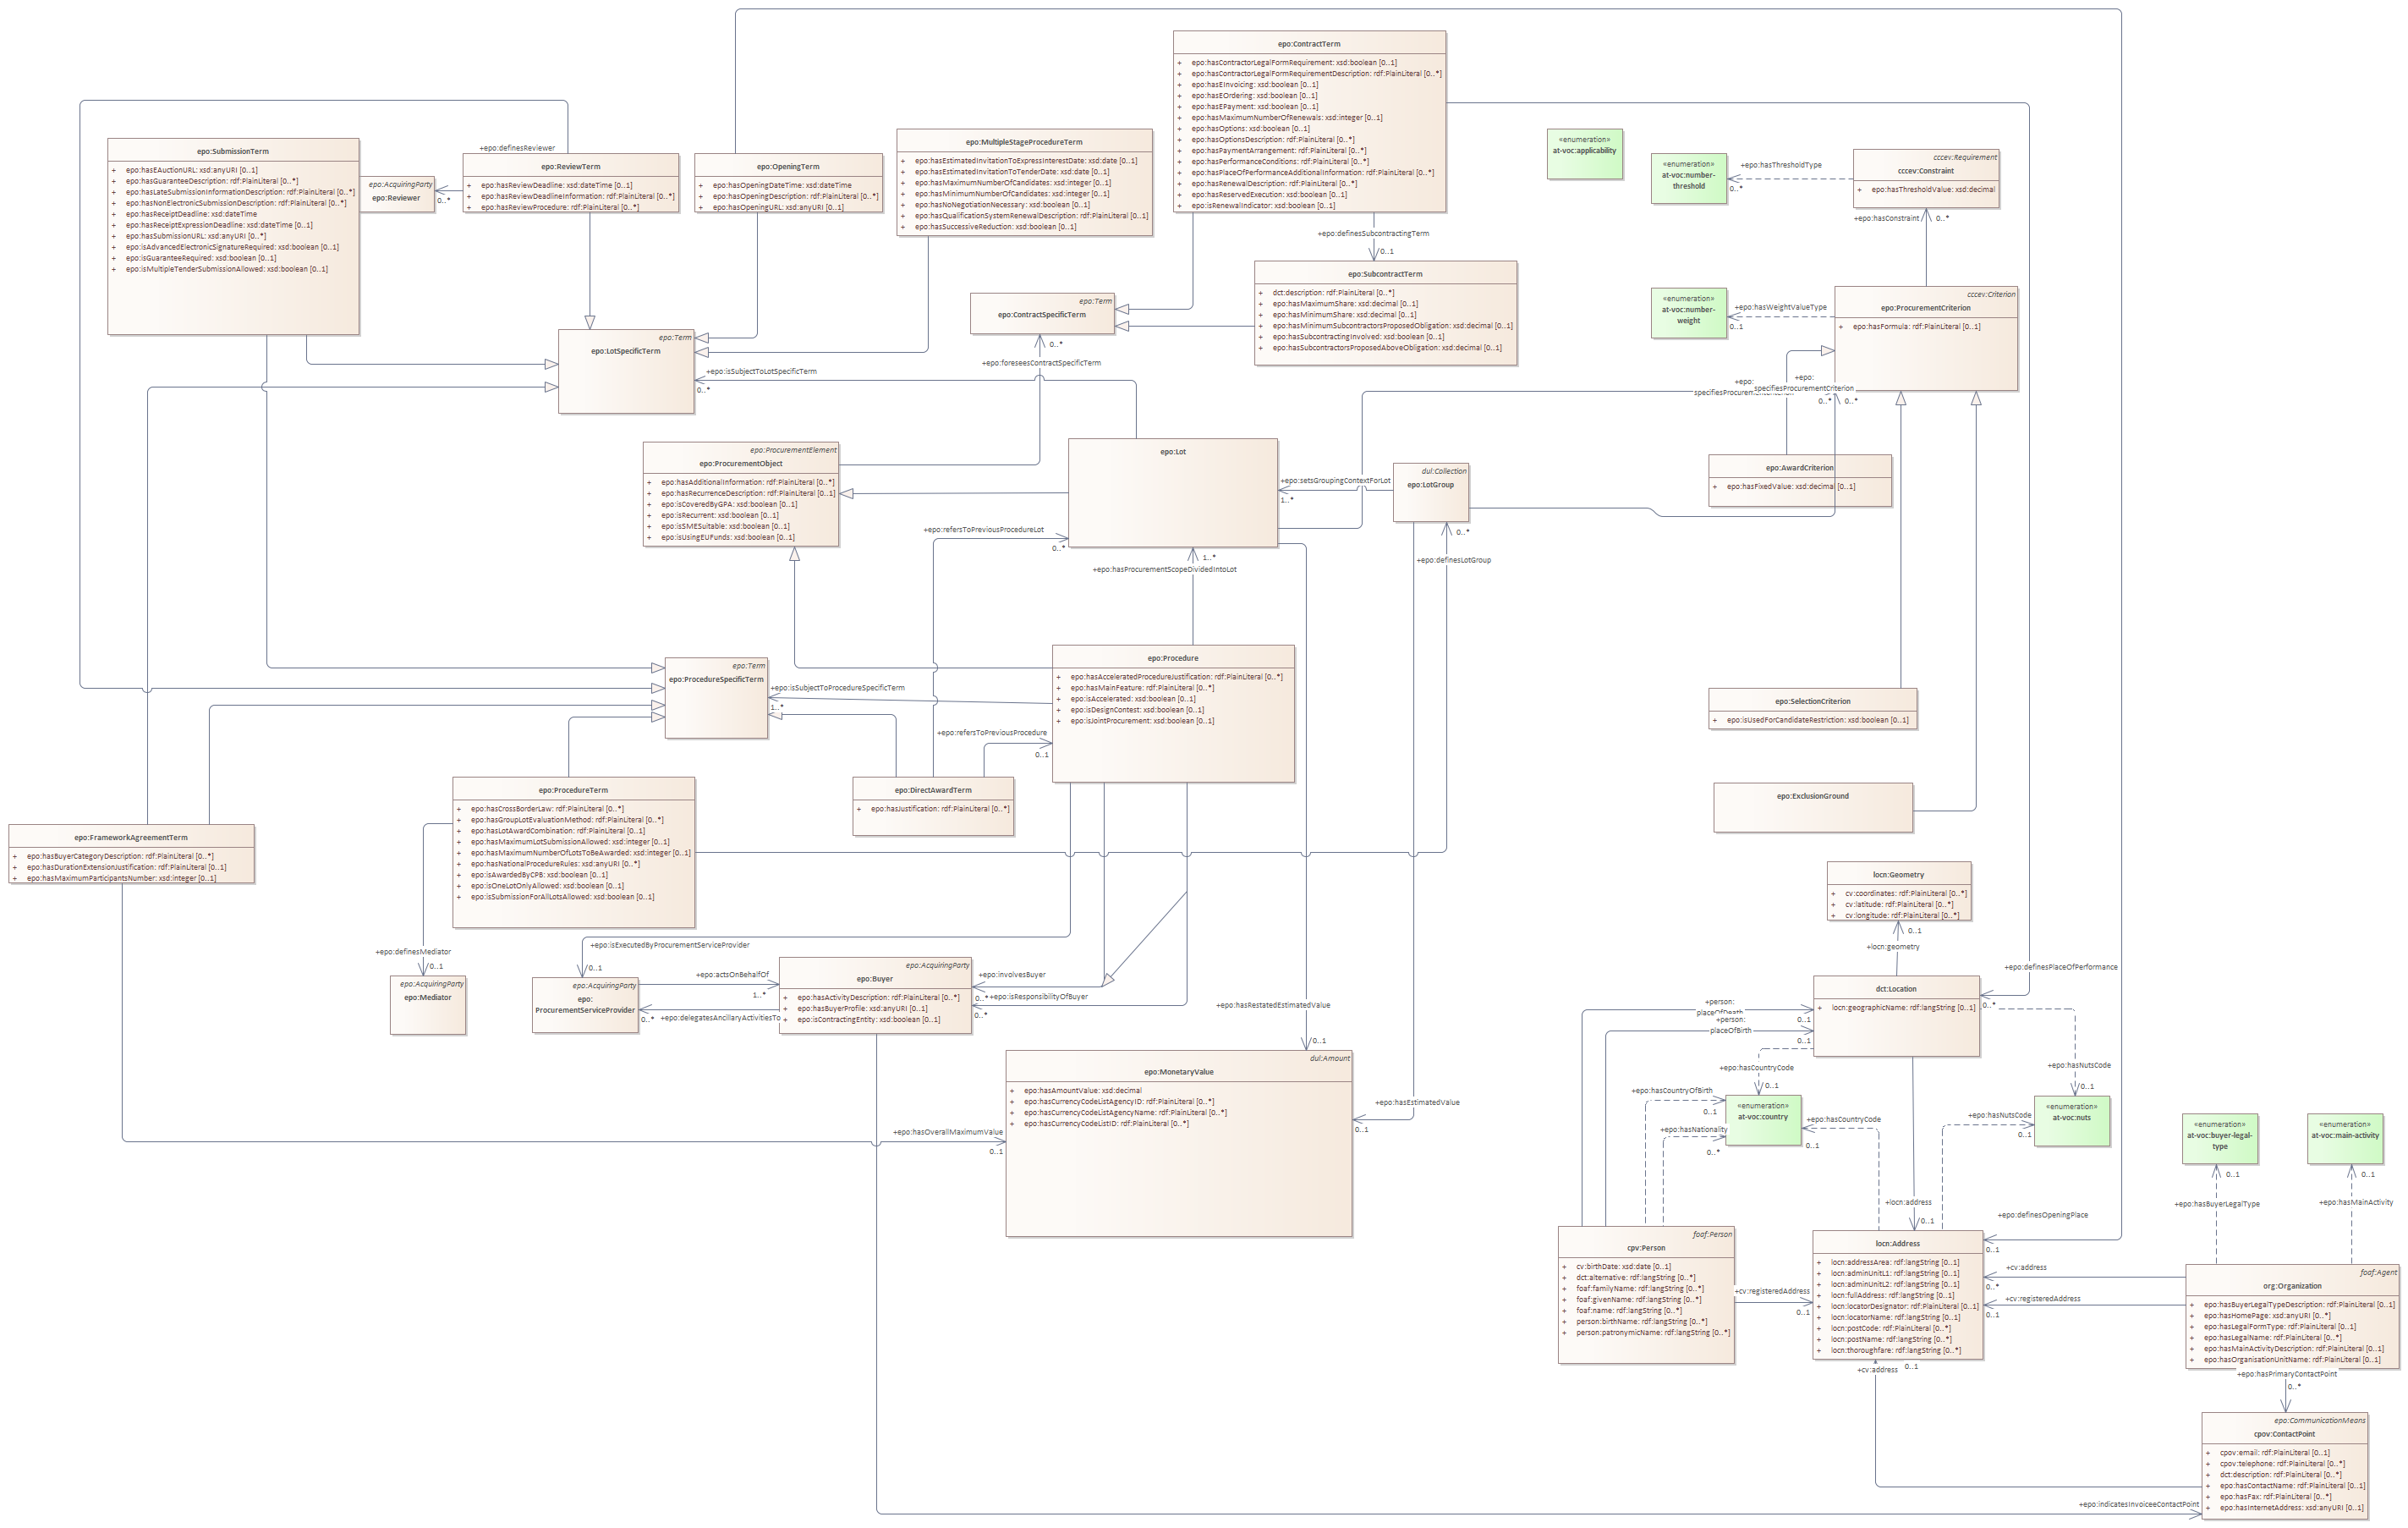 epo:ContractTerm
+ epo:hasContractorLegalFormRequirement: xsd:boolean [0..1]
+ epo:hasContractorLegalFormRequirementDescription: rdf:PlainLiteral [0..*]
+ epo:hasEInvoicing: xsd:boolean [0..1]
+ epo:hasEOrdering: xsd:boolean [0..1]
+ epo:hasEPayment: xsd:boolean [0..1]
+ epo:hasMaximumNumberOfRenewals: xsd:integer [0..1]
+ epo:hasOptions: xsd:boolean [0..1]
+ epo:hasOptionsDescription: rdf:PlainLiteral [0..*]
+ epo:hasPaymentArrangement: rdf:PlainLiteral [0..*]
+ epo:hasPerformanceConditions: rdf:PlainLiteral [0..*]
+ epo:hasPlaceOfPerformanceAdditionalInformation: rdf:PlainLiteral [0..*]
+ epo:hasRenewalDescription: rdf:PlainLiteral [0..*]
+ epo:hasReservedExecution: xsd:boolean [0..1]
+ epo:isRenewalIndicator: xsd:boolean [0..1]
epo:SubmissionTerm
+ epo:hasEAuctionURL: xsd:anyURI [0..1]
+ epo:hasGuaranteeDescription: rdf:PlainLiteral [0..*]
+ epo:hasLateSubmissionInformationDescription: rdf:PlainLiteral [0..*]
+ epo:hasNonElectronicSubmissionDescription: rdf:PlainLiteral [0..*]
+ epo:hasReceiptDeadline: xsd:dateTime
+ epo:hasReceiptExpressionDeadline: xsd:dateTime [0..1]
+ epo:hasSubmissionURL: xsd:anyURI [0..*]
+ epo:isAdvancedElectronicSignatureRequired: xsd:boolean [0..1]
+ epo:isGuaranteeRequired: xsd:boolean [0..1]
+ epo:isMultipleTenderSubmissionAllowed: xsd:boolean [0..1]
+epo:definesReviewer
0..*
epo:AcquiringParty
epo:Reviewer
epo:ReviewTerm
+ epo:hasReviewDeadline: xsd:dateTime [0..1]
+ epo:hasReviewDeadlineInformation: rdf:PlainLiteral [0..*]
+ epo:hasReviewProcedure: rdf:PlainLiteral [0..*]
epo:OpeningTerm
+ epo:hasOpeningDateTime: xsd:dateTime
+ epo:hasOpeningDescription: rdf:PlainLiteral [0..*]
+ epo:hasOpeningURL: xsd:anyURI [0..1]
epo:MultipleStageProcedureTerm
+ epo:hasEstimatedInvitationToExpressInterestDate: xsd:date [0..1]
+ epo:hasEstimatedInvitationToTenderDate: xsd:date [0..1]
+ epo:hasMaximumNumberOfCandidates: xsd:integer [0..1]
+ epo:hasMinimumNumberOfCandidates: xsd:integer [0..1]
+ epo:hasNoNegotiationNecessary: xsd:boolean [0..1]
+ epo:hasQualificationSystemRenewalDescription: rdf:PlainLiteral [0..1]
+ epo:hasSuccessiveReduction: xsd:boolean [0..1]
«enumeration»
at-voc:applicability
«enumeration»
at-voc:number-
threshold
+epo:hasThresholdType
0..*
cccev:Requirement
cccev:Constraint
+ epo:hasThresholdValue: xsd:decimal
+epo:hasConstraint
0..*
+epo:definesSubcontractingTerm
0..1
epo:SubcontractTerm
+ dct:description: rdf:PlainLiteral [0..*]
+ epo:hasMaximumShare: xsd:decimal [0..1]
+ epo:hasMinimumShare: xsd:decimal [0..1]
+ epo:hasMinimumSubcontractorsProposedObligation: xsd:decimal [0..1]
+ epo:hasSubcontractingInvolved: xsd:boolean [0..1]
+ epo:hasSubcontractorsProposedAboveObligation: xsd:decimal [0..1]
epo:Term
epo:ContractSpecificTerm
0..*
+epo:foreseesContractSpecificTerm
epo:Term
epo:LotSpecificTerm
+epo:isSubjectToLotSpecificTerm
0..*
«enumeration»
at-voc:number-
weight
+epo:hasWeightValueType
0..1
cccev:Criterion
epo:ProcurementCriterion
+ epo:hasFormula: rdf:PlainLiteral [0..1]
+epo:
+epo:
specifiesProcurementCriterion
0..*
0..*
epo:ProcurementElement
epo:ProcurementObject
+ epo:hasAdditionalInformation: rdf:PlainLiteral [0..*]
+ epo:hasRecurrenceDescription: rdf:PlainLiteral [0..1]
+ epo:isCoveredByGPA: xsd:boolean [0..1]
+ epo:isRecurrent: xsd:boolean [0..1]
+ epo:isSMESuitable: xsd:boolean [0..1]
+ epo:isUsingEUFunds: xsd:boolean [0..1]
epo:Lot
+epo:setsGroupingContextForLot
1..*
dul:Collection
epo:LotGroup
0..*
+epo:definesLotGroup
epo:AwardCriterion
+ epo:hasFixedValue: xsd:decimal [0..1]
+epo:refersToPreviousProcedureLot
0..*
1..*
+epo:hasProcurementScopeDividedIntoLot
epo:Term
epo:ProcedureSpecificTerm
+epo:isSubjectToProcedureSpecificTerm
1..*
epo:Procedure
+ epo:hasAcceleratedProcedureJustification: rdf:PlainLiteral [0..*]
+ epo:hasMainFeature: rdf:PlainLiteral [0..*]
+ epo:isAccelerated: xsd:boolean [0..1]
+ epo:isDesignContest: xsd:boolean [0..1]
+ epo:isJointProcurement: xsd:boolean [0..1]
+epo:refersToPreviousProcedure
0..1
epo:SelectionCriterion
+ epo:isUsedForCandidateRestriction: xsd:boolean [0..1]
epo:ExclusionGround
epo:ProcedureTerm
+ epo:hasCrossBorderLaw: rdf:PlainLiteral [0..*]
+ epo:hasGroupLotEvaluationMethod: rdf:PlainLiteral [0..*]
+ epo:hasLotAwardCombination: rdf:PlainLiteral [0..1]
+ epo:hasMaximumLotSubmissionAllowed: xsd:integer [0..1]
+ epo:hasMaximumNumberOfLotsToBeAwarded: xsd:integer [0..1]
+ epo:hasNationalProcedureRules: xsd:anyURI [0..*]
+ epo:isAwardedByCPB: xsd:boolean [0..1]
+ epo:isOneLotOnlyAllowed: xsd:boolean [0..1]
+ epo:isSubmissionForAllLotsAllowed: xsd:boolean [0..1]
epo:DirectAwardTerm
+ epo:hasJustification: rdf:PlainLiteral [0..*]
epo:FrameworkAgreementTerm
+ epo:hasBuyerCategoryDescription: rdf:PlainLiteral [0..*]
+ epo:hasDurationExtensionJustification: rdf:PlainLiteral [0..1]
+ epo:hasMaximumParticipantsNumber: xsd:integer [0..1]
locn:Geometry
+ cv:coordinates: rdf:PlainLiteral [0..*]
+ cv:latitude: rdf:PlainLiteral [0..*]
+ cv:longitude: rdf:PlainLiteral [0..*]
0..1
+locn:geometry
+epo:definesMediator
0..1
epo:AcquiringParty
epo:Mediator
+epo:isExecutedByProcurementServiceProvider
0..1
epo:AcquiringParty
epo:
ProcurementServiceProvider
+epo:actsOnBehalfOf
1..*
0..*
+epo:delegatesAncillaryActivitiesTo
epo:AcquiringParty
epo:Buyer
+ epo:hasActivityDescription: rdf:PlainLiteral [0..*]
+ epo:hasBuyerProfile: xsd:anyURI [0..1]
+ epo:isContractingEntity: xsd:boolean [0..1]
+epo:involvesBuyer
0..*
+epo:isResponsibilityOfBuyer
0..*
+epo:hasRestatedEstimatedValue
0..1
dct:Location
+ locn:geographicName: rdf:langString [0..1]
+epo:definesPlaceOfPerformance
0..*
+person:
placeOfDeath
0..1
+person:
placeOfBirth
0..1
+epo:hasCountryCode
0..1
+epo:hasNutsCode
0..1
dul:Amount
epo:MonetaryValue
+ epo:hasAmountValue: xsd:decimal
+ epo:hasCurrencyCodeListAgencyID: rdf:PlainLiteral [0..*]
+ epo:hasCurrencyCodeListAgencyName: rdf:PlainLiteral [0..*]
+ epo:hasCurrencyCodeListID: rdf:PlainLiteral [0..*]
+epo:hasEstimatedValue
0..1
+epo:hasOverallMaximumValue
0..1
+epo:hasCountryOfBirth
0..1
+epo:hasNationality
0..*
«enumeration»
at-voc:country
+epo:hasCountryCode
0..1
+epo:hasNutsCode
0..1
«enumeration»
at-voc:nuts
«enumeration»
at-voc:buyer-legal-
type
0..1
+epo:hasBuyerLegalType
«enumeration»
at-voc:main-activity
0..1
+epo:hasMainActivity
+locn:address
0..1
+epo:definesOpeningPlace
0..1
foaf:Person
cpv:Person
+ cv:birthDate: xsd:date [0..1]
+ dct:alternative: rdf:langString [0..*]
+ foaf:familyName: rdf:langString [0..*]
+ foaf:givenName: rdf:langString [0..*]
+ foaf:name: rdf:langString [0..*]
+ person:birthName: rdf:langString [0..*]
+ person:patronymicName: rdf:langString [0..*]
+cv:registeredAddress
0..1
locn:Address
+ locn:addressArea: rdf:langString [0..1]
+ locn:adminUnitL1: rdf:langString [0..1]
+ locn:adminUnitL2: rdf:langString [0..1]
+ locn:fullAddress: rdf:langString [0..1]
+ locn:locatorDesignator: rdf:PlainLiteral [0..1]
+ locn:locatorName: rdf:langString [0..1]
+ locn:postCode: rdf:PlainLiteral [0..*]
+ locn:postName: rdf:langString [0..*]
+ locn:thoroughfare: rdf:langString [0..*]
+cv:address
0..*
+cv:registeredAddress
0..1
foaf:Agent
org:Organization
+ epo:hasBuyerLegalTypeDescription: rdf:PlainLiteral [0..1]
+ epo:hasHomePage: xsd:anyURI [0..*]
+ epo:hasLegalFormType: rdf:PlainLiteral [0..1]
+ epo:hasLegalName: rdf:PlainLiteral [0..*]
+ epo:hasMainActivityDescription: rdf:PlainLiteral [0..1]
+ epo:hasOrganisationUnitName: rdf:PlainLiteral [0..1]
+cv:address
0..1
+epo:hasPrimaryContactPoint
0..*
epo:CommunicationMeans
cpov:ContactPoint
+ cpov:email: rdf:PlainLiteral [0..1]
+ cpov:telephone: rdf:PlainLiteral [0..*]
+ dct:description: rdf:PlainLiteral [0..*]
+ epo:hasContactName: rdf:PlainLiteral [0..1]
+ epo:hasFax: rdf:PlainLiteral [0..*]
+ epo:hasInternetAddress: xsd:anyURI [0..1]
+epo:indicatesInvoiceeContactPoint